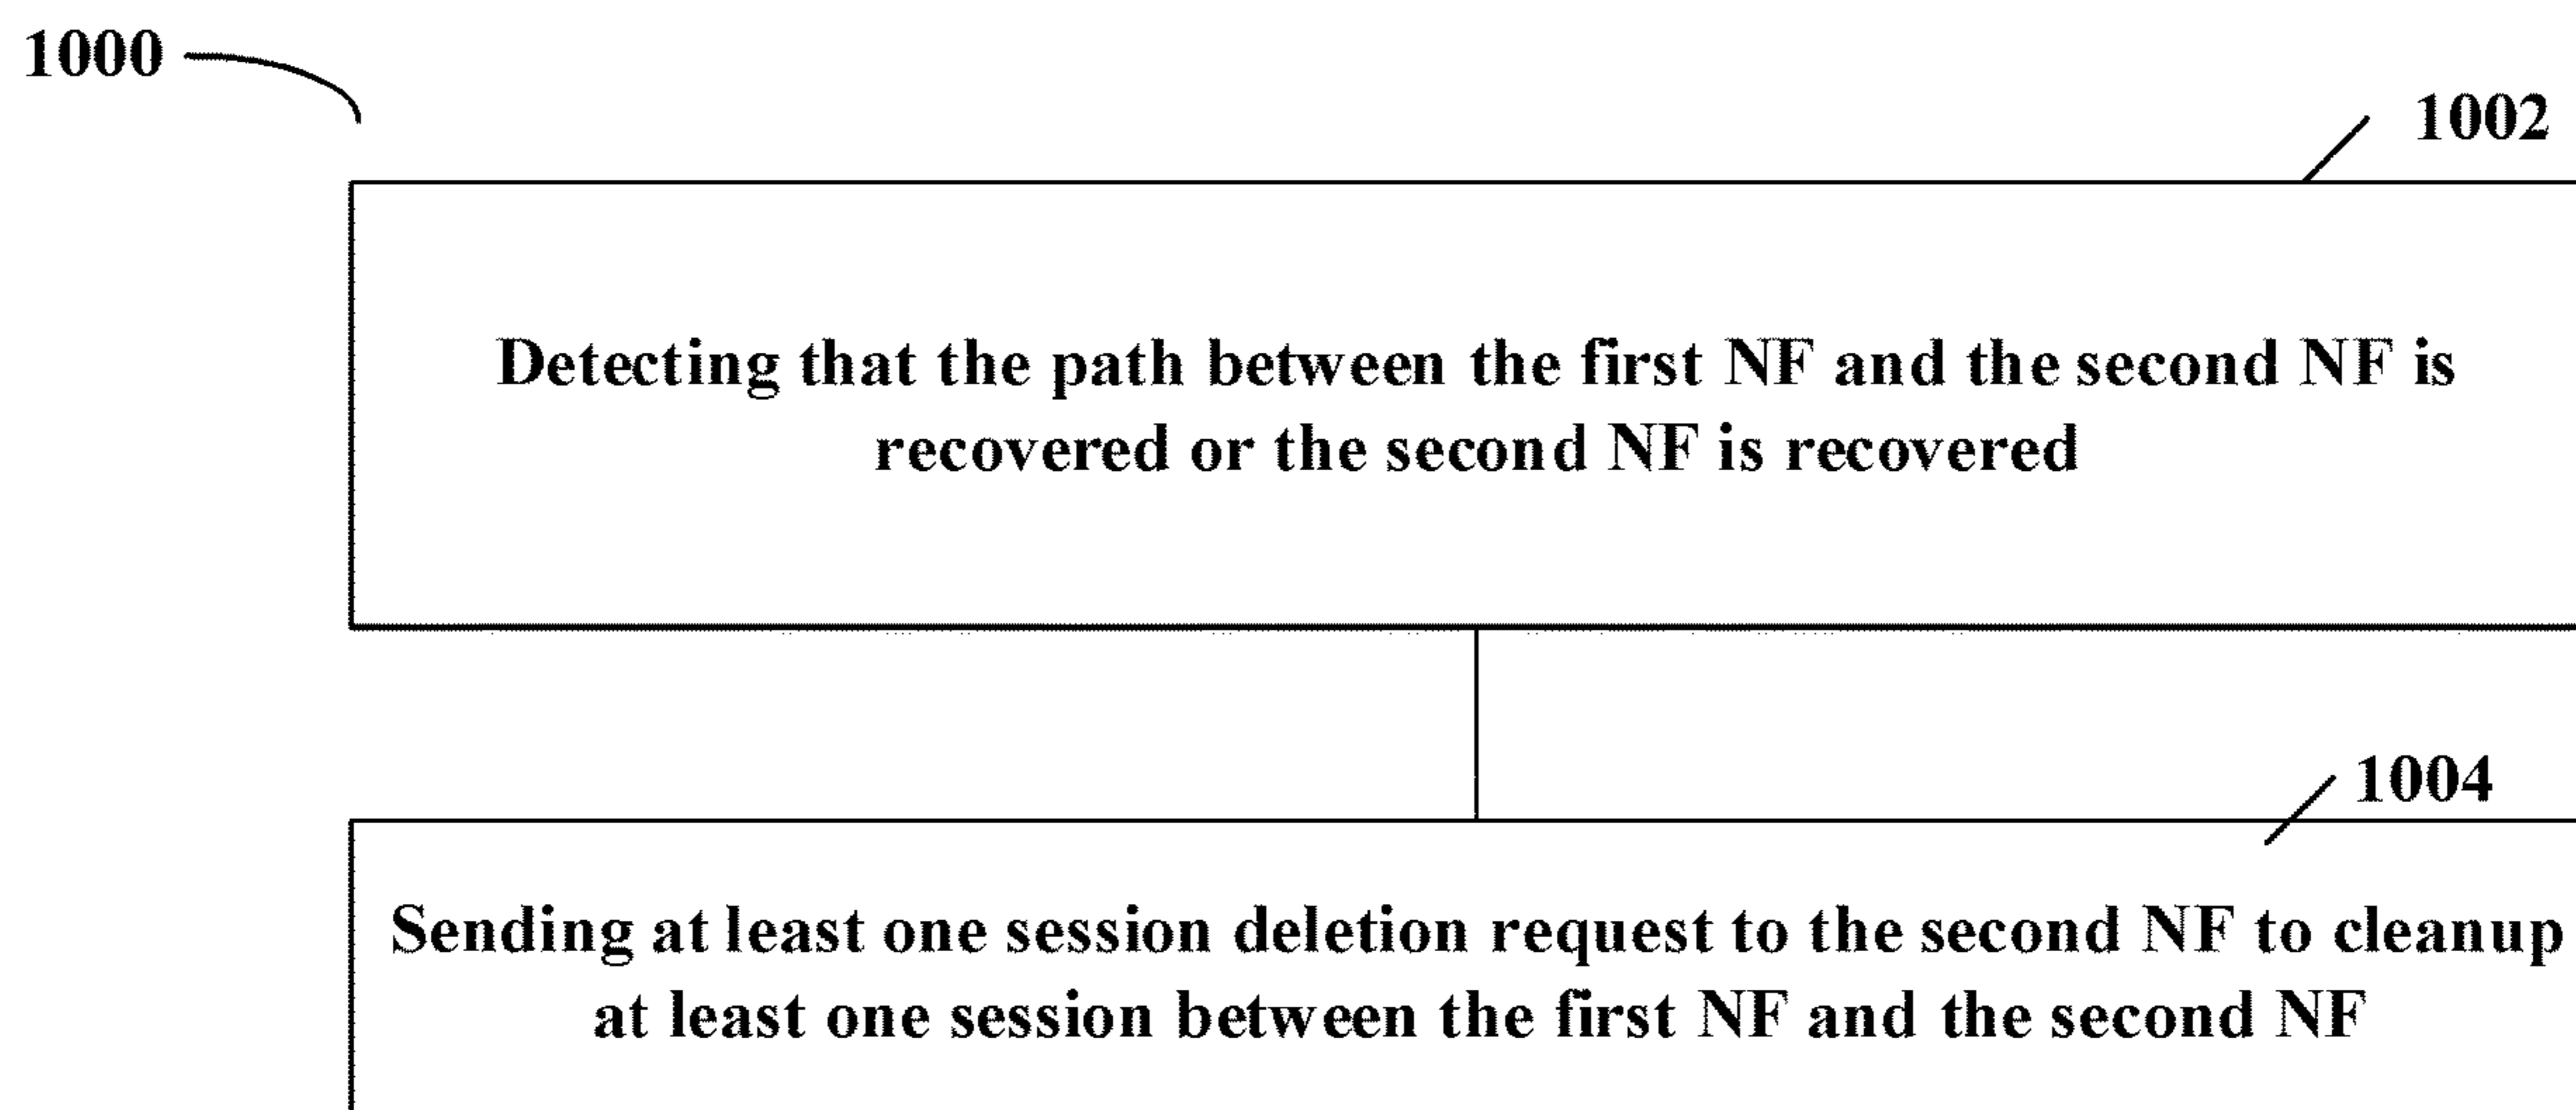 1000
1002
Detecting that the path between the first NF and the second NF is
recovered or the second NF is recovered
1004
Sending at least one session deletion request to the second NF to cleanup
at least one session between the first NF and the second NF